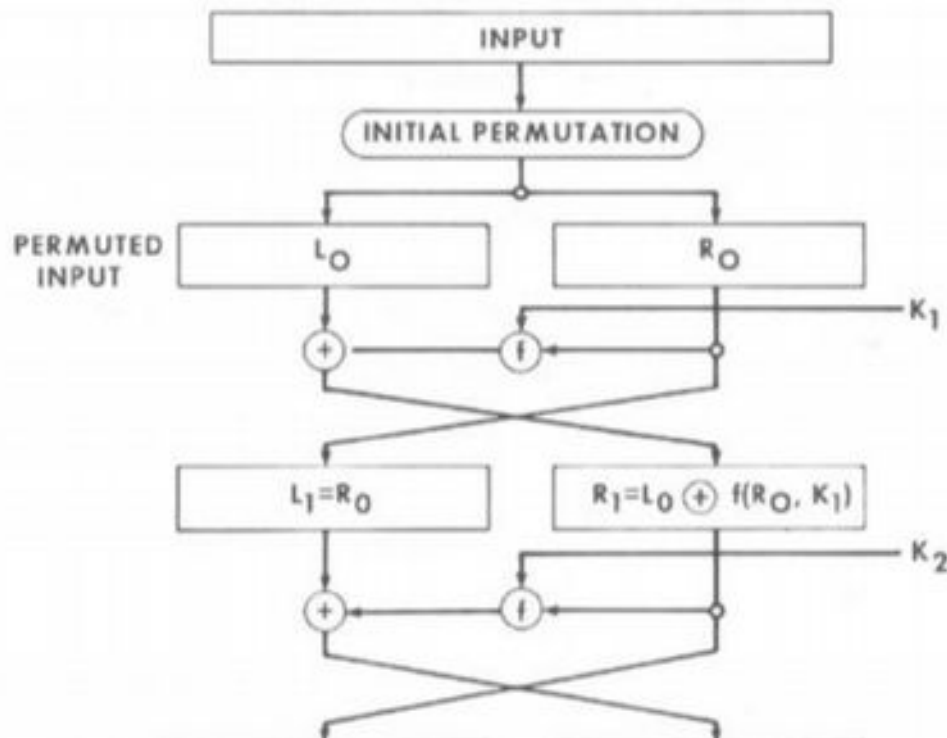 INPUT
INITIAL PERMUTATION
PERMUTED
INPUT
L₀
R₀
K₁
+
f
L₁=R₀
R₁=L₀ ⊕ f(R₀, K₁)
K₂
+
f